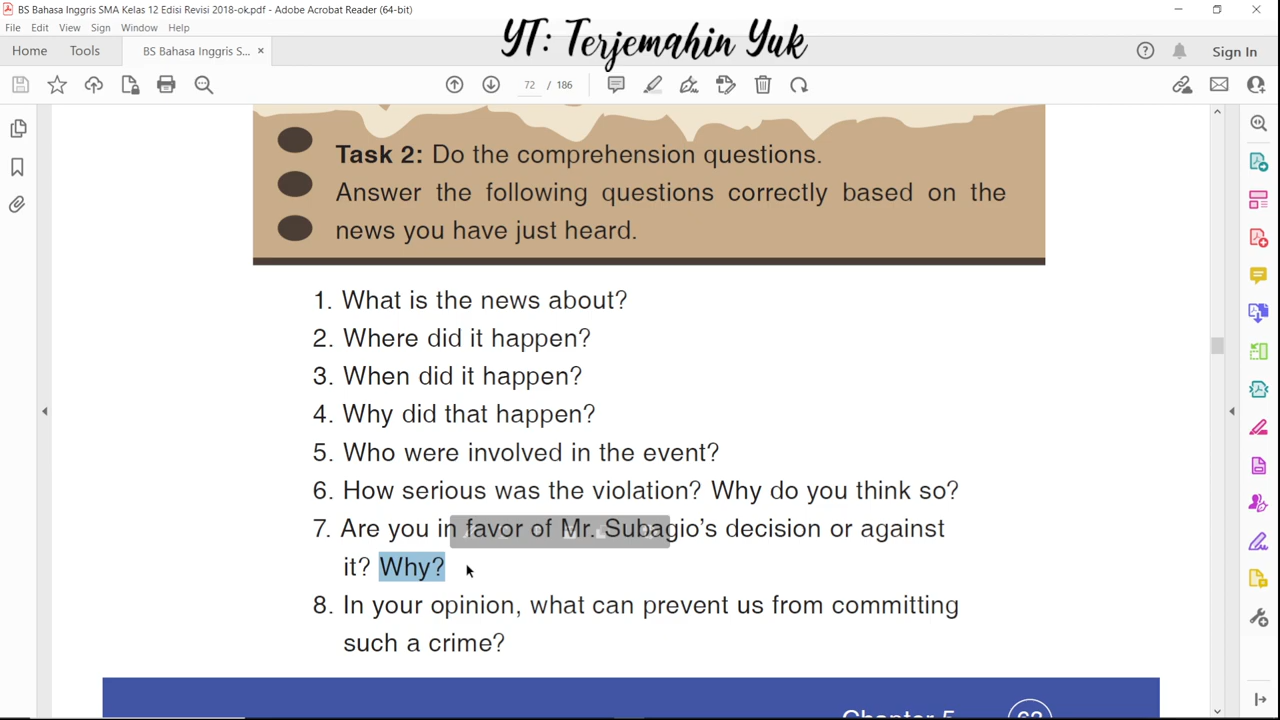 BS Bahasa Inggris SMA Kelas 12 Edisi Revisi 2018-ok.pdf - Adobe Acrobat Reader (64-bit)
File Edit View Sign Window Help
YT: Terjemahin Yuk
Home Tools BS Bahasa Inggris S... × Sign In
72 / 186
Task 2: Do the comprehension questions.
Answer the following questions correctly based on the
news you have just heard.
1. What is the news about?
2. Where did it happen?
3. When did it happen?
4. Why did that happen?
5. Who were involved in the event?
6. How serious was the violation? Why do you think so?
7. Are you in favor of Mr. Subagio's decision or against
it? Why?
8. In your opinion, what can prevent us from committing
such a crime?
Chapter 5 63